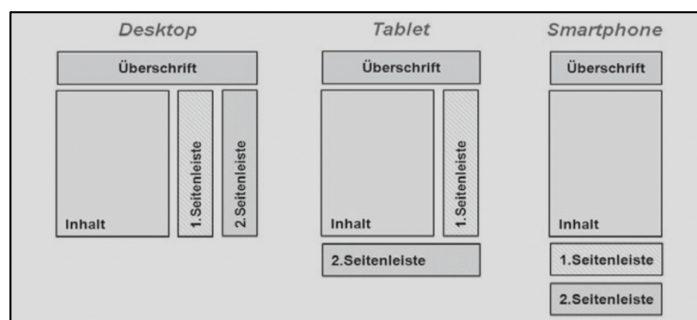 Desktop
Tablet
Smartphone
Überschrift
Überschrift
Überschrift
Inhalt
1.Seitenleiste
2.Seitenleiste
Inhalt
1.Seitenleiste
2.Seitenleiste
Inhalt
1.Seitenleiste
2.Seitenleiste